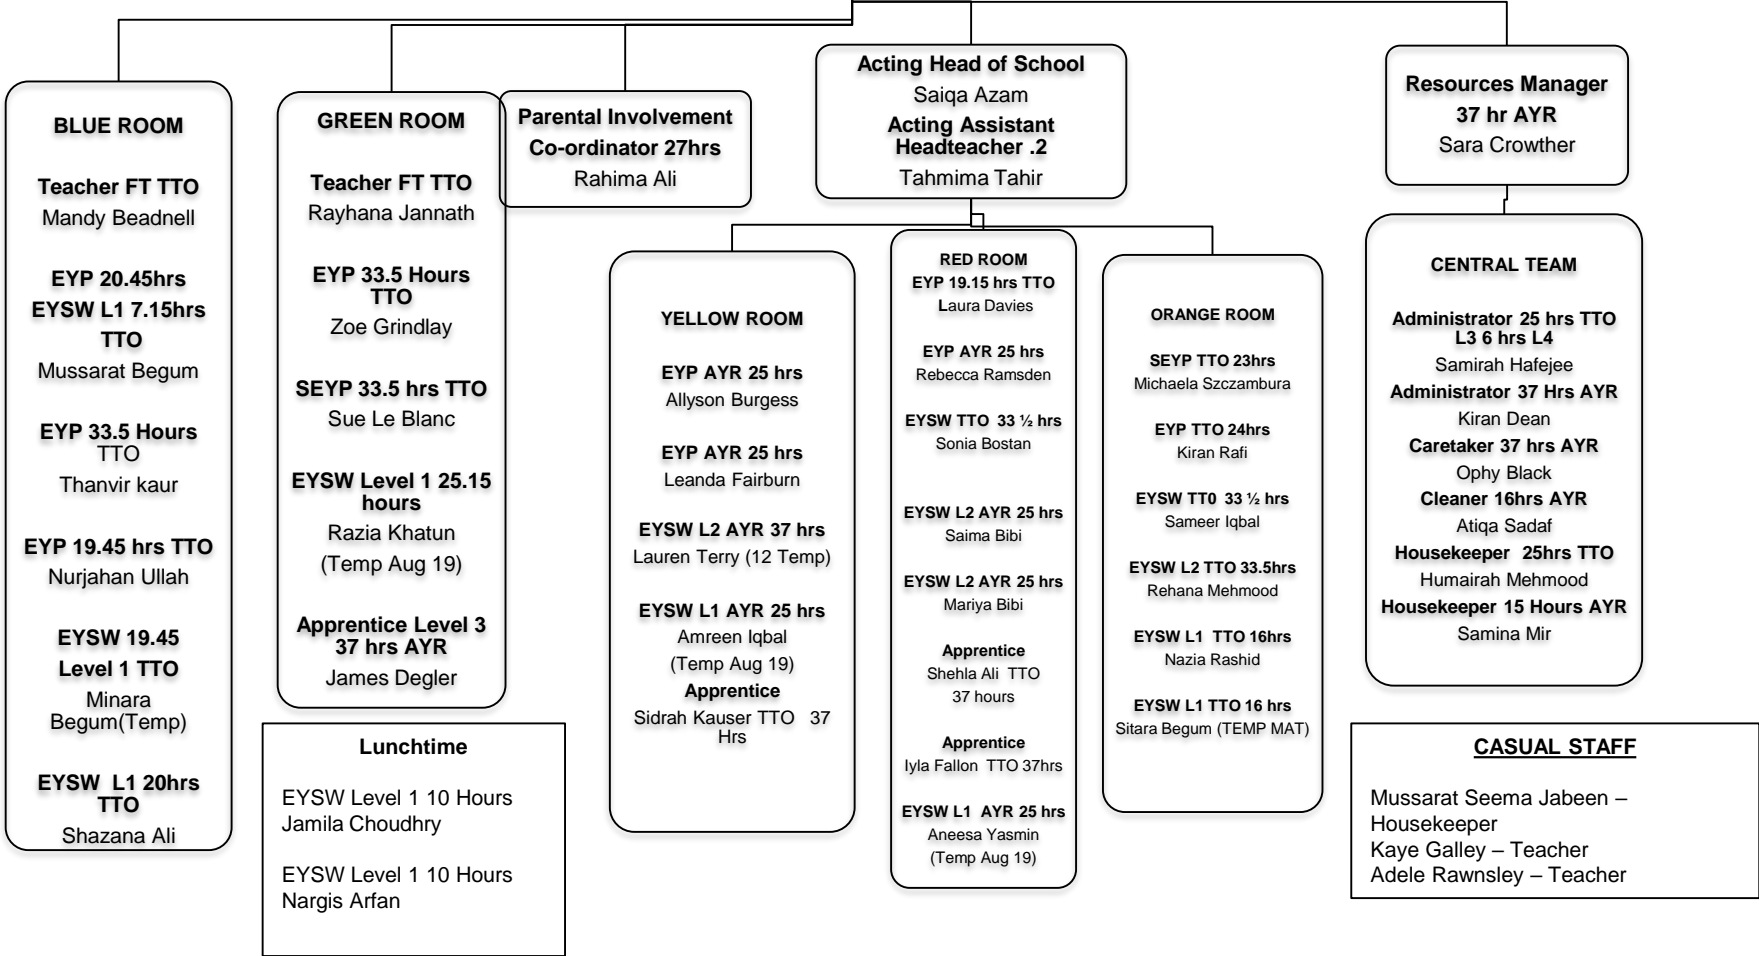 BLUE ROOM
Teacher FT TTO
Mandy Beadnell
EYP 20.45hrs
EYSW L1 7.15hrs
TTO
Mussarat Begum
EYP 33.5 Hours
TTO
Thanvir kaur
EYP 19.45 hrs TTO
Nurjahan Ullah
EYSW 19.45
Level 1 TTO
Minara
Begum(Temp)
EYSW  L1 20hrs
TTO
Shazana Ali
GREEN ROOM
Teacher FT TTO
Rayhana Jannath
EYP 33.5 Hours
TTO
Zoe Grindlay
SEYP 33.5 hrs TTO
Sue Le Blanc
EYSW Level 1 25.15
hours
Razia Khatun
(Temp Aug 19)
Apprentice Level 3
37 hrs AYR
James Degler
Parental Involvement
Co-ordinator 27hrs
Rahima Ali
Acting Head of School
Saiqa Azam
Acting Assistant
Headteacher .2
Tahmima Tahir
Resources Manager
37 hr AYR
Sara Crowther
YELLOW ROOM
EYP AYR 25 hrs
Allyson Burgess
EYP AYR 25 hrs
Leanda Fairburn
EYSW L2 AYR 37 hrs
Lauren Terry (12 Temp)
EYSW L1 AYR 25 hrs
Amreen Iqbal
(Temp Aug 19)
Apprentice
Sidrah Kauser TTO   37
Hrs
RED ROOM
EYP 19.15 hrs TTO
Laura Davies
EYP AYR 25 hrs
Rebecca Ramsden
EYSW TTO  33 ½ hrs
Sonia Bostan
EYSW L2 AYR 25 hrs
Saima Bibi
EYSW L2 AYR 25 hrs
Mariya Bibi
Apprentice
Shehla Ali  TTO
37 hours
Apprentice
Iyla Fallon  TTO 37hrs
EYSW L1  AYR 25 hrs
Aneesa Yasmin
(Temp Aug 19)
ORANGE ROOM
SEYP TTO 23hrs
Michaela Szczambura
EYP TTO 24hrs
Kiran Rafi
EYSW TT0  33 ½ hrs
Sameer Iqbal
EYSW L2 TTO 33.5hrs
Rehana Mehmood
EYSW L1  TTO 16hrs
Nazia Rashid
EYSW L1 TTO 16 hrs
Sitara Begum (TEMP MAT)
CENTRAL TEAM
Administrator 25 hrs TTO
L3 6 hrs L4
Samirah Hafejee
Administrator 37 Hrs AYR
Kiran Dean
Caretaker 37 hrs AYR
Ophy Black
Cleaner 16hrs AYR
Atiqa Sadaf
Housekeeper  25hrs TTO
Humairah Mehmood
Housekeeper 15 Hours AYR
Samina Mir
Lunchtime
EYSW Level 1 10 Hours
Jamila Choudhry
EYSW Level 1 10 Hours
Nargis Arfan
CASUAL STAFF
Mussarat Seema Jabeen –
Housekeeper
Kaye Galley – Teacher
Adele Rawnsley – Teacher